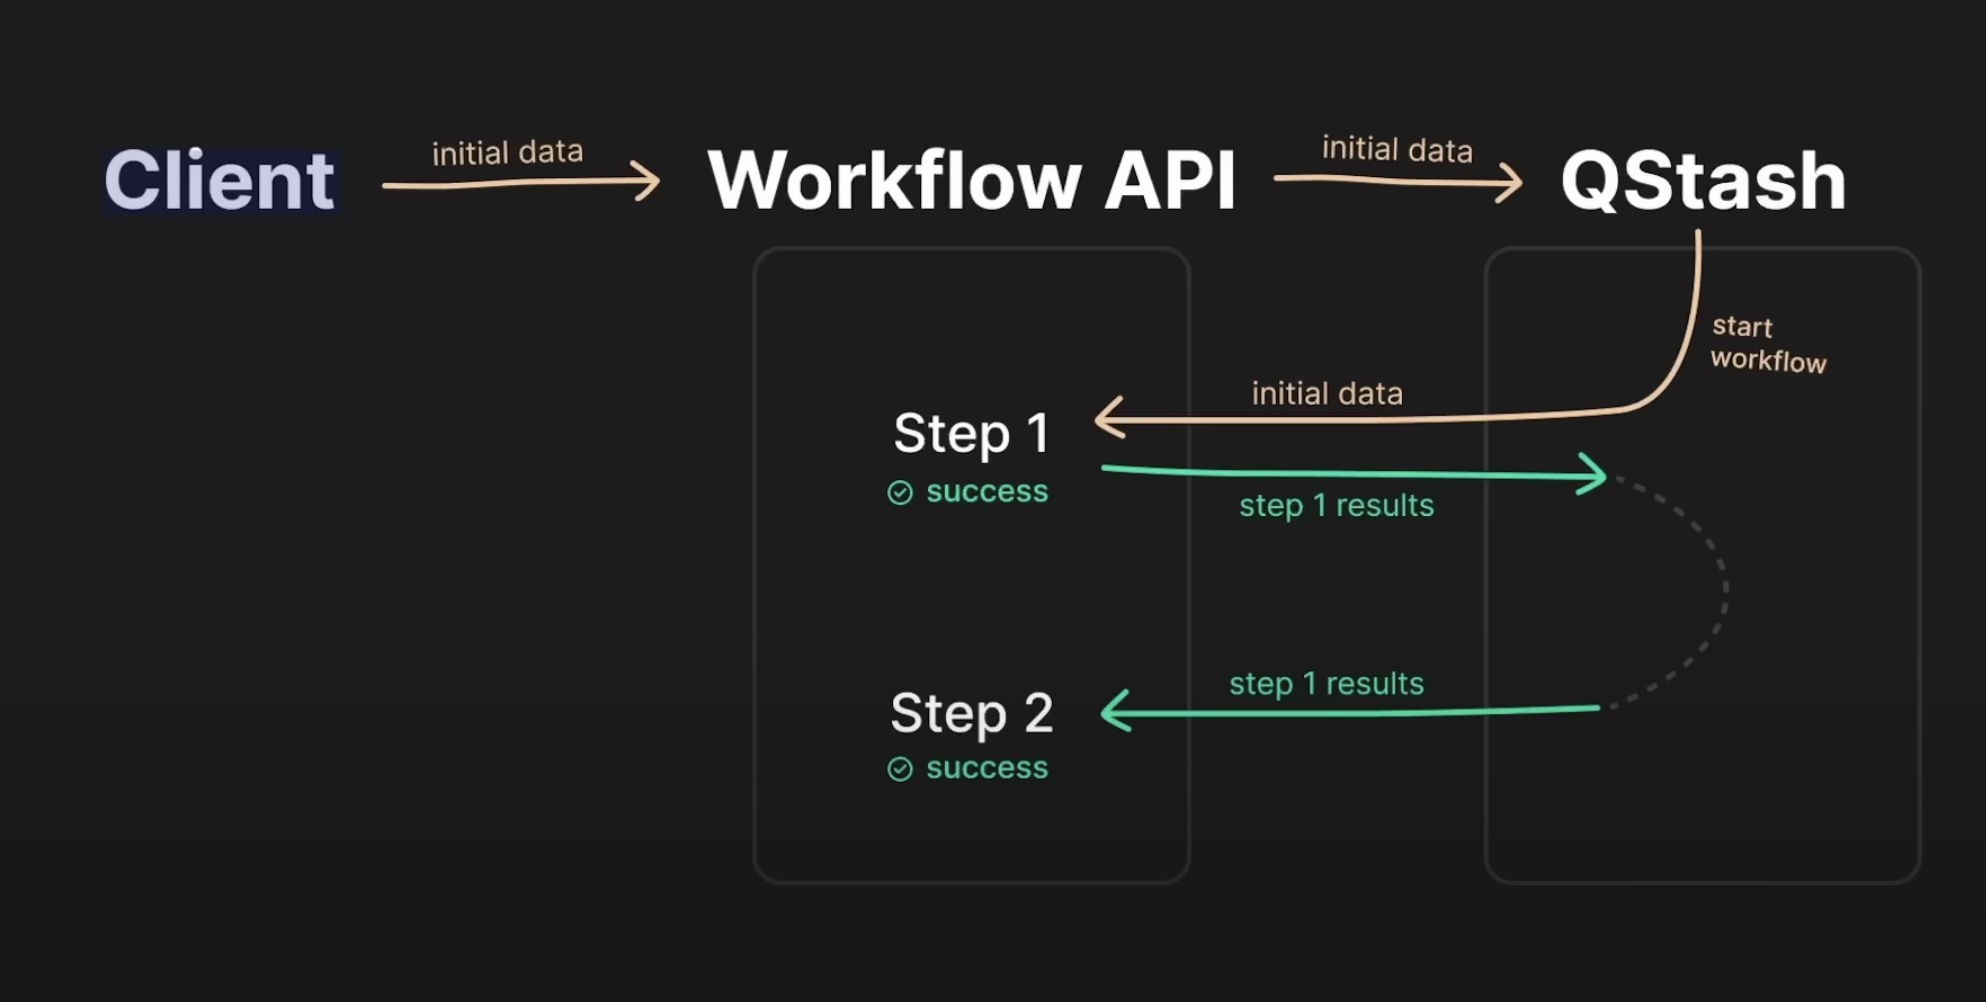 Client
initial data
Workflow API
initial data
QStash
start
workflow
initial data
Step 1
success
step 1 results
step 1 results
Step 2
success